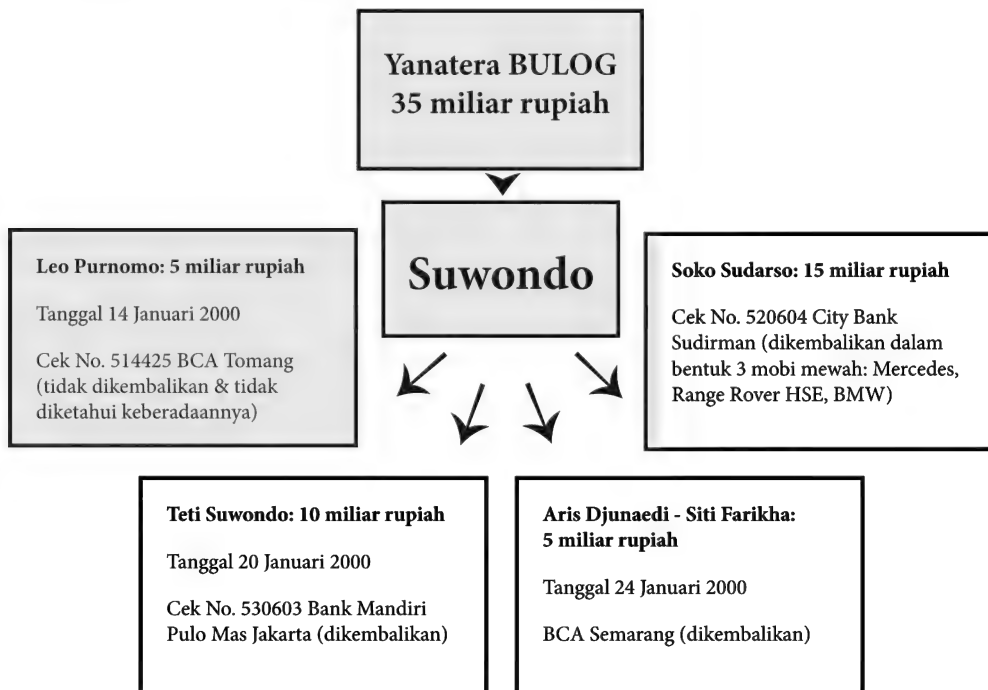 Yanatera BULOG
35 miliar rupiah
Suwondo
Leo Purnomo: 5 miliar rupiah
Tanggal 14 Januari 2000
Cek No. 514425 BCA Tomang
(tidak dikembalikan & tidak
diketahui keberadaannya)
Soko Sudarso: 15 miliar rupiah
Cek No. 520604 City Bank
Sudirman (dikembalikan dalam
bentuk 3 mobi mewah: Mercedes,
Range Rover HSE, BMW)
Teti Suwondo: 10 miliar rupiah
Tanggal 20 Januari 2000
Cek No. 530603 Bank Mandiri
Pulo Mas Jakarta (dikembalikan)
Aris Djunaedi - Siti Farikha:
5 miliar rupiah
Tanggal 24 Januari 2000
BCA Semarang (dikembalikan)